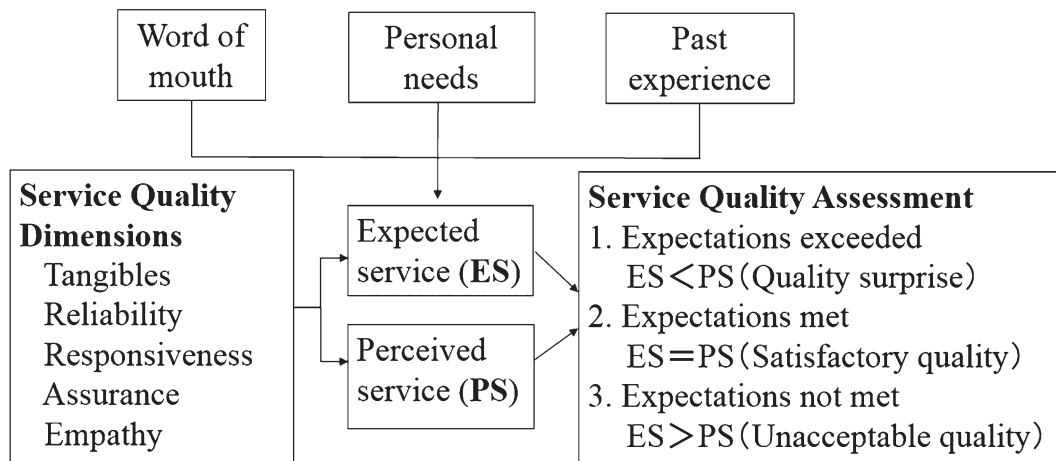 Word of
mouth
Personal
needs
Past
experience
Service Quality
Dimensions
Tangibles
Reliability
Responsiveness
Assurance
Empathy
Expected
service (ES)
Perceived
service (PS)
Service Quality Assessment
1. Expectations exceeded
ES＜PS（Quality surprise）
2. Expectations met
ES＝PS（Satisfactory quality）
3. Expectations not met
ES＞PS（Unacceptable quality）